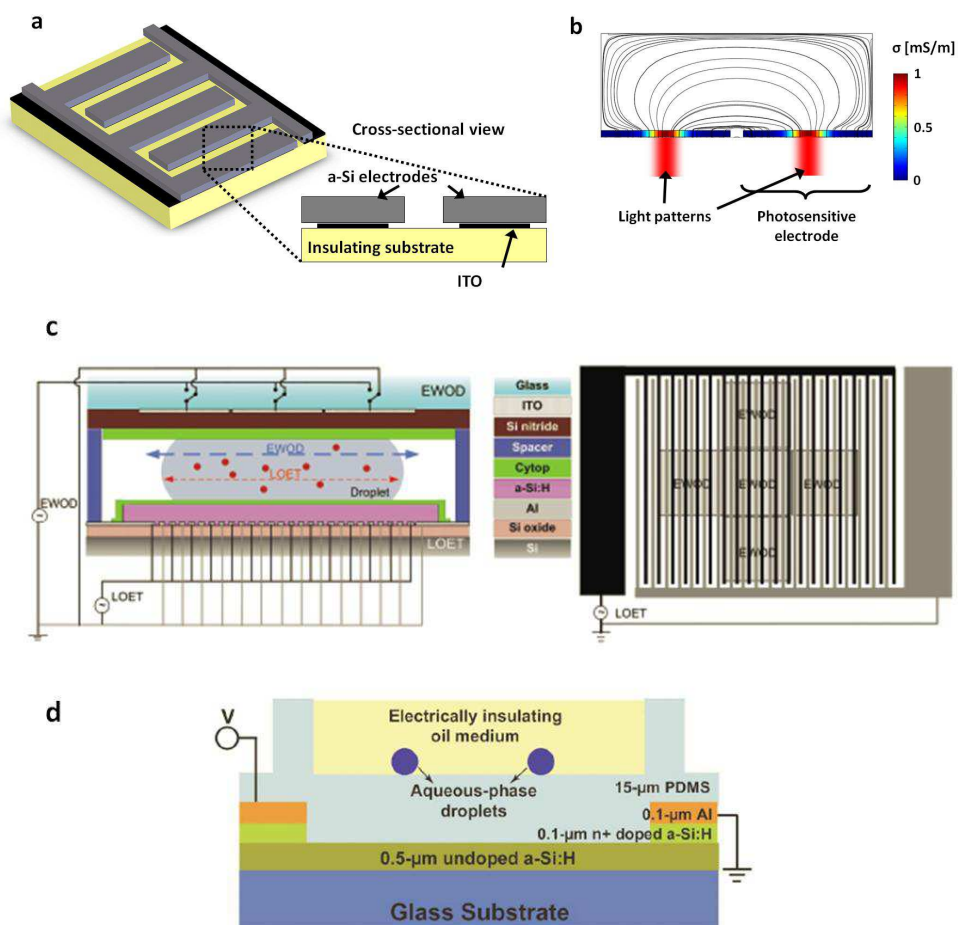 a
Cross-sectional view
a-Si electrodes
Insulating substrate
ITO
b
σ [mS/m]
1
0.5
0
Light patterns
Photosensitive
electrode
c
EWOD
EWOD
LOET
Droplet
EWOD
LOET
LOET
Glass
ITO
Si nitride
Spacer
Cytop
a-Si:H
Al
Si oxide
Si
EWOD
EWOD
EWOD
EWOD
EWOD
LOET
d
V
Electrically insulating
oil medium
Aqueous-phase
droplets
15-μm PDMS
0.1-μm Al
0.1-μm n+ doped a-Si:H
0.5-μm undoped a-Si:H
Glass Substrate